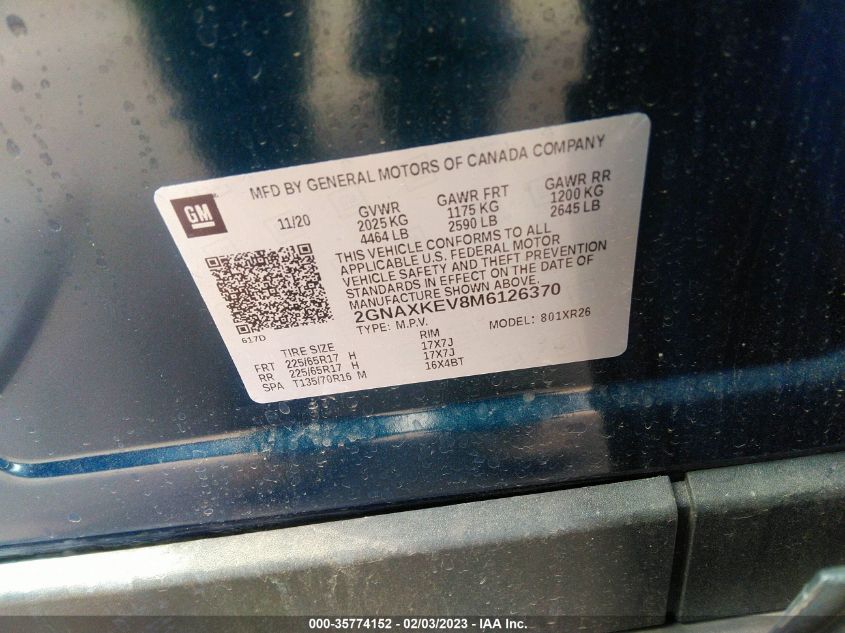 MFD BY GENERAL MOTORS OF CANADA COMPANY
GM
11/20
GVWR
2025 KG
4464 LB
GAWR FRT
1175 KG
2590 LB
GAWR RR
1200 KG
2645 LB
THIS VEHICLE CONFORMS TO ALL
APPLICABLE U.S. FEDERAL MOTOR
VEHICLE SAFETY AND THEFT PREVENTION
STANDARDS IN EFFECT ON THE DATE OF
MANUFACTURE SHOWN ABOVE.
2GNAXKEV8M6126370
TYPE: M.P.V. MODEL: 801XR26
617D
TIRE SIZE RIM
FRT 225/65R17 H 17X7J
RR 225/65R17 H 17X7J
SPA T135/70R16 M 16X4BT
000-35774152 - 02/03/2023 - © IAA Inc.